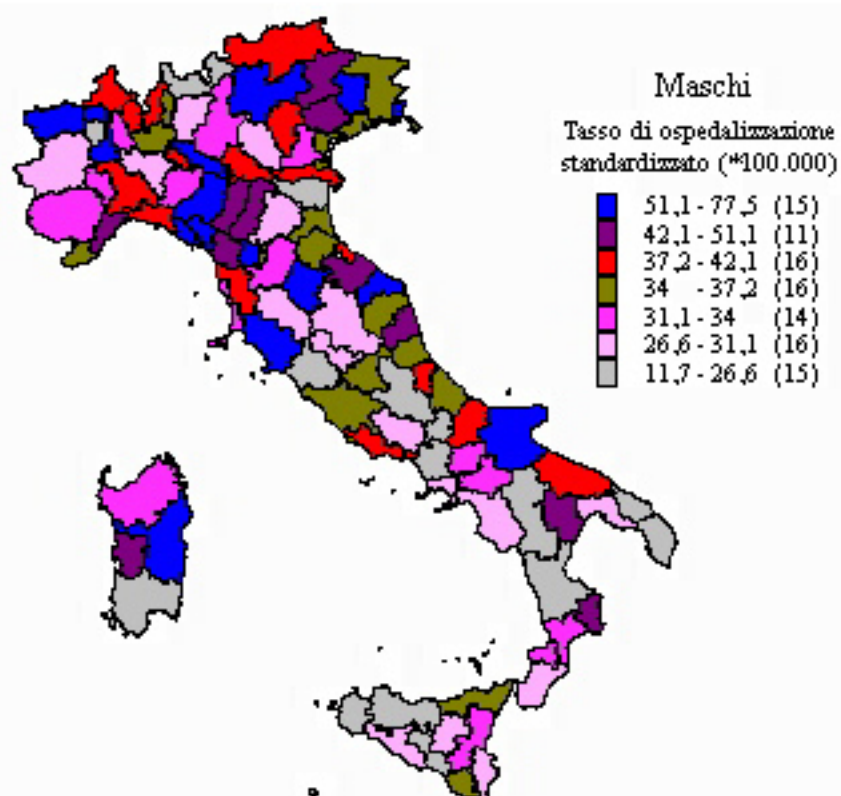 Maschi
Tasso di ospedalizzazione
standardizzato (*100.000)
51,1 - 77,5 (15)
42,1 - 51,1 (11)
37,2 - 42,1 (16)
34 - 37,2 (16)
31,1 - 34 (14)
26,6 - 31,1 (16)
11,7 - 26,6 (15)